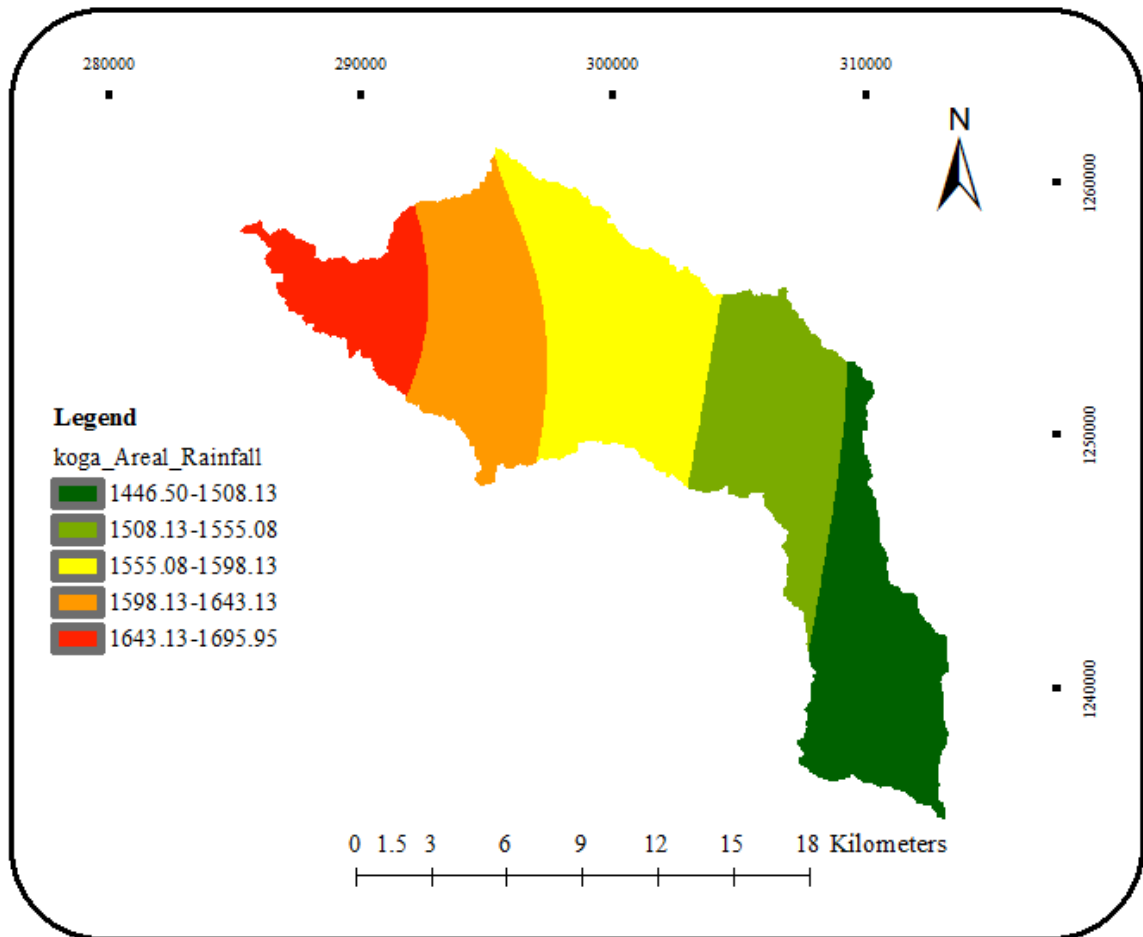 280000 290000 300000 310000
N
1260000
1250000
1240000
Legend
koga_Areal_Rainfall
1446.50-1508.13
1508.13-1555.08
1555.08-1598.13
1598.13-1643.13
1643.13-1695.95
0 1.5 3 6 9 12 15 18 Kilometers